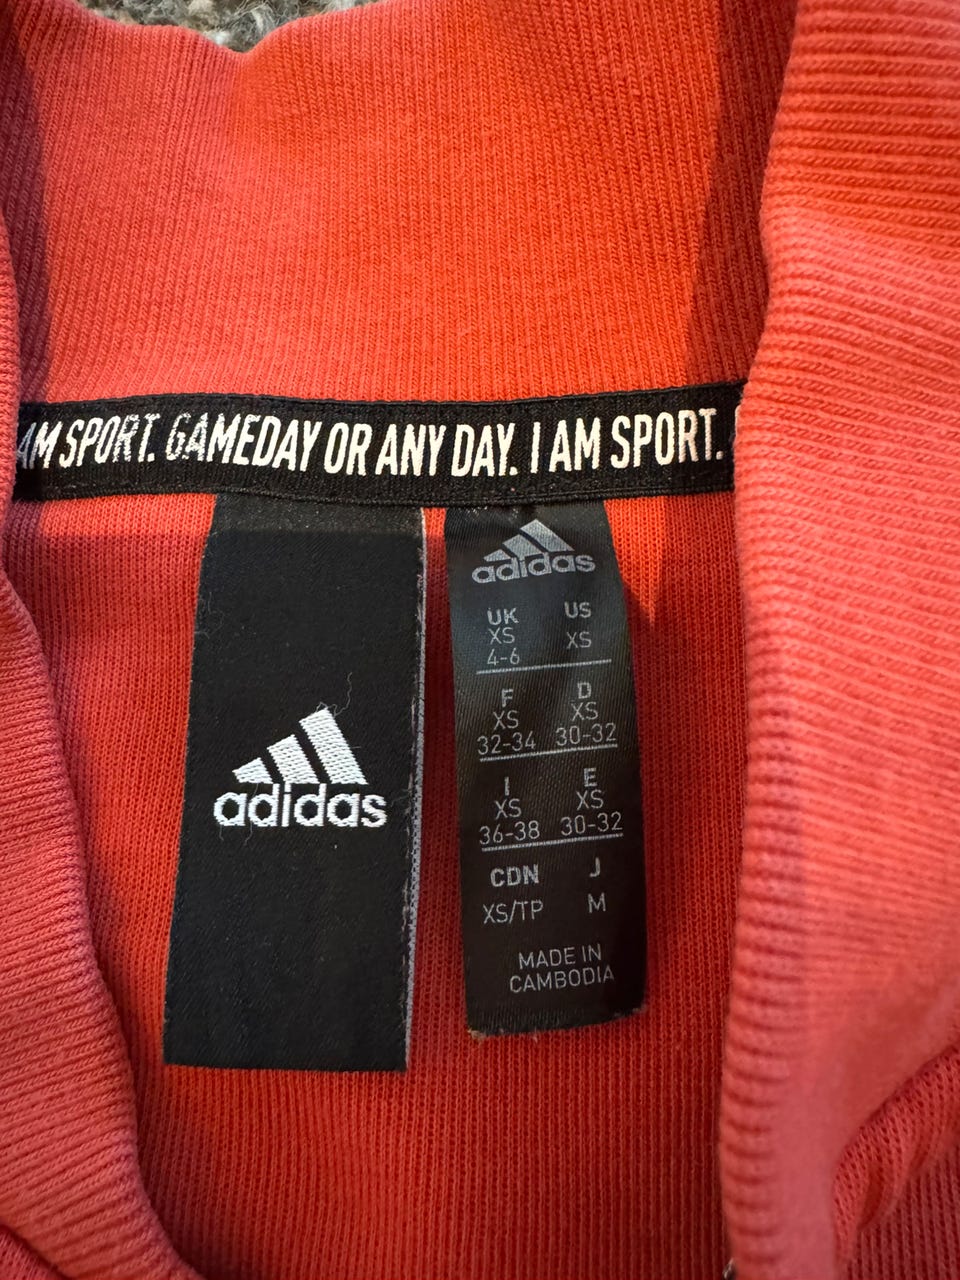 AM SPORT. GAMEDAY OR ANY DAY. I AM SPORT.
adidas
adidas
UK US
XS XS
4-6
F D
XS XS
32-34 30-32
I E
XS XS
36-38 30-32
CDN J
XS/TP M
MADE IN
CAMBODIA